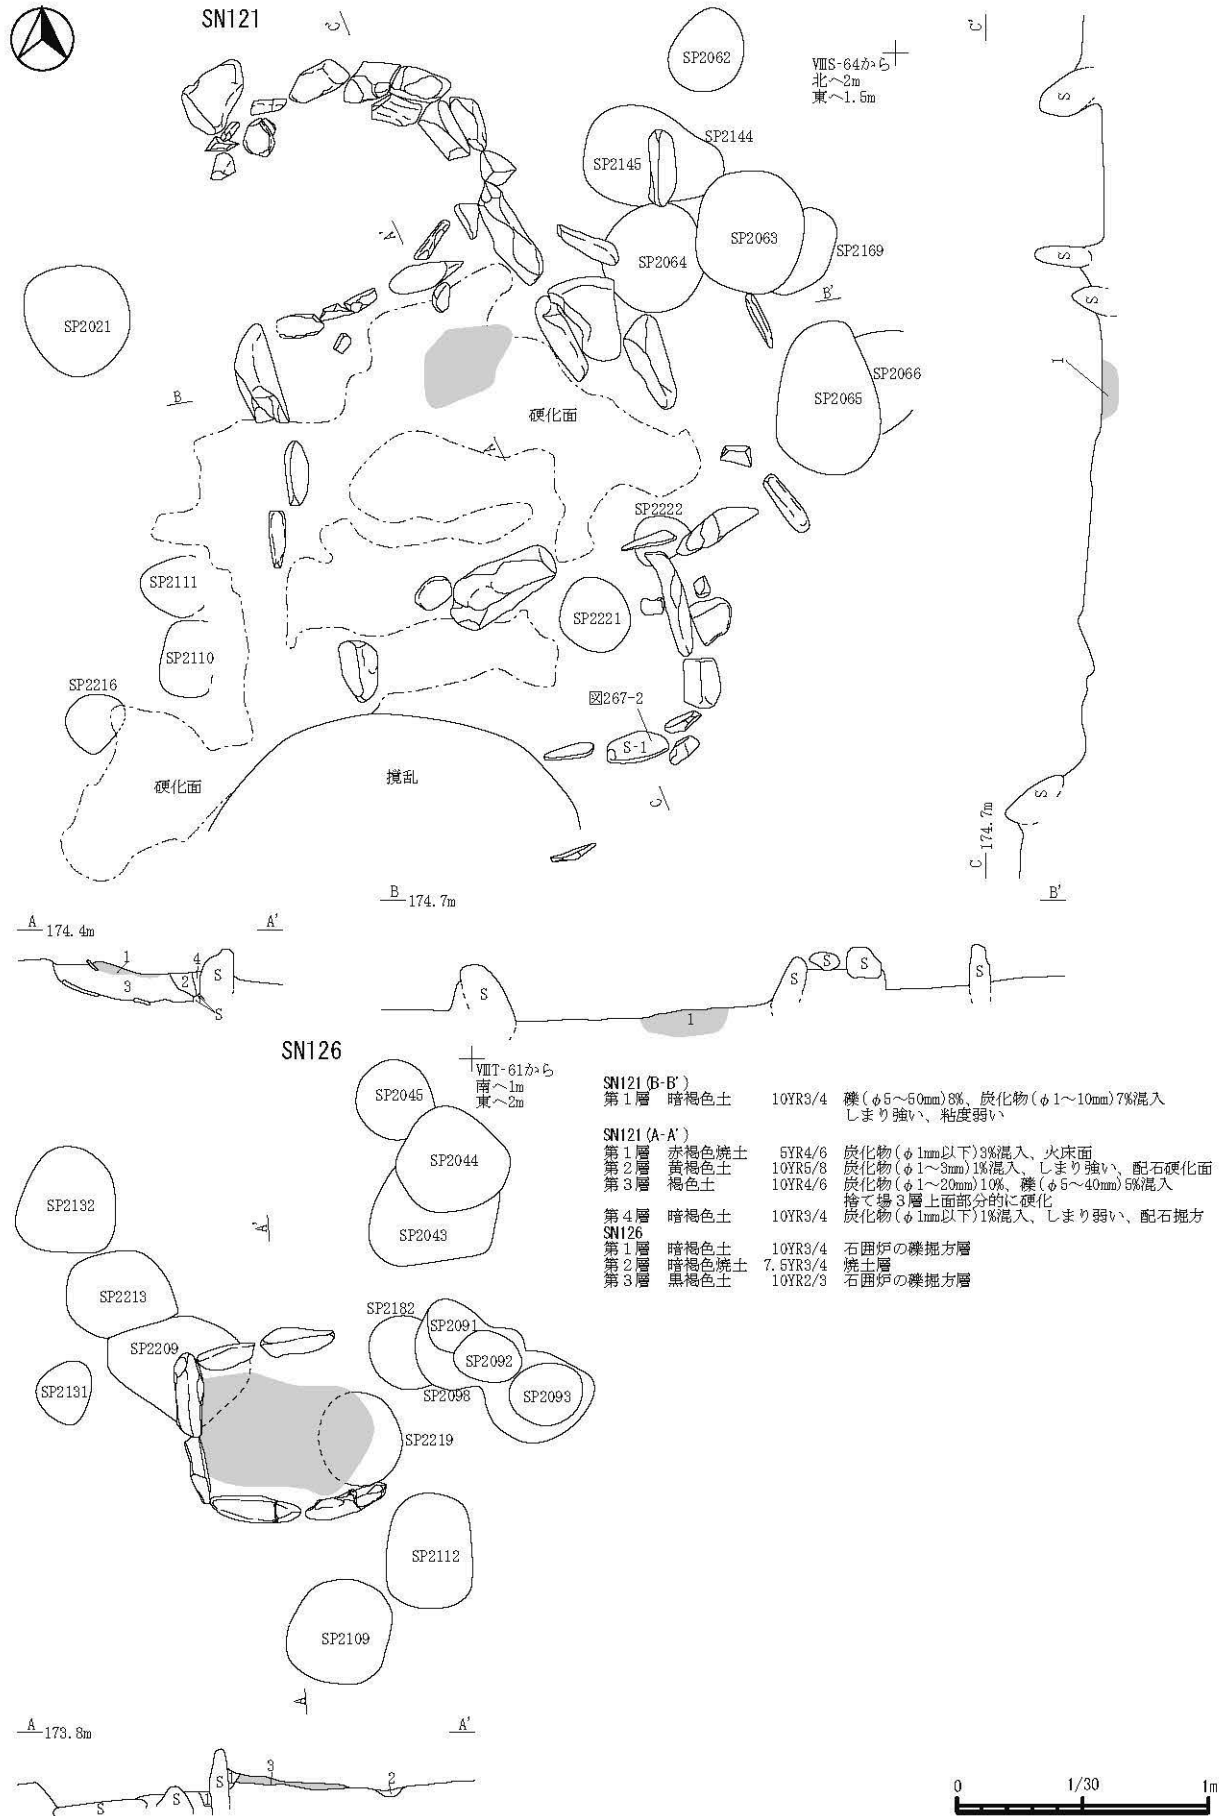 SN121
C'
C'
SP2062
ⅧS-64から
北へ2m
東へ1.5m
S
SP2144
SP2145
SP2063
SP2064
SP2169
A'
S
B'
S
SP2021
1
SP2066
SP2065
B
硬化面
A
SP2222
SP2111
SP2221
SP2110
SP2216
図267-2
S-1
硬化面
攪乱
C
S
C 174.7m
B 174.7m
B'
A 174.4m
A'
1
4
2
3
S
S
S
1
S
S
S
S
SN126
ⅧT-61から
南へ1m
東へ2m
SP2045
SP2044
SP2043
SP2132
A'
SP2213
SP2182
SP2091
SP2209
SP2092
SP2131
SP2098
SP2093
SP2219
SP2112
SP2109
A
SN121(B-B')
第1層 暗褐色土 10YR3/4 礫(φ5～50mm)8%、炭化物(φ1～10mm)7%混入
しまり強い、粘度弱い
SN121(A-A')
第1層 赤褐色焼土 5YR4/6 炭化物(φ1mm以下)3%混入、火床面
第2層 黄褐色土 10YR5/8 炭化物(φ1～3mm)1%混入、しまり強い、配石硬化面
第3層 褐色土 10YR4/6 炭化物(φ1～20mm)10%、礫(φ5～40mm)5%混入
捨て場3層上面部分的に硬化
第4層 暗褐色土 10YR3/4 炭化物(φ1mm以下)1%混入、しまり弱い、配石掘方
SN126
第1層 暗褐色土 10YR3/4 石囲炉の礫掘方層
第2層 暗褐色焼土 7.5YR3/4 焼土層
第3層 黒褐色土 10YR2/3 石囲炉の礫掘方層
A 173.8m
A'
3
2
S
S
S
1
0 1/30 1m